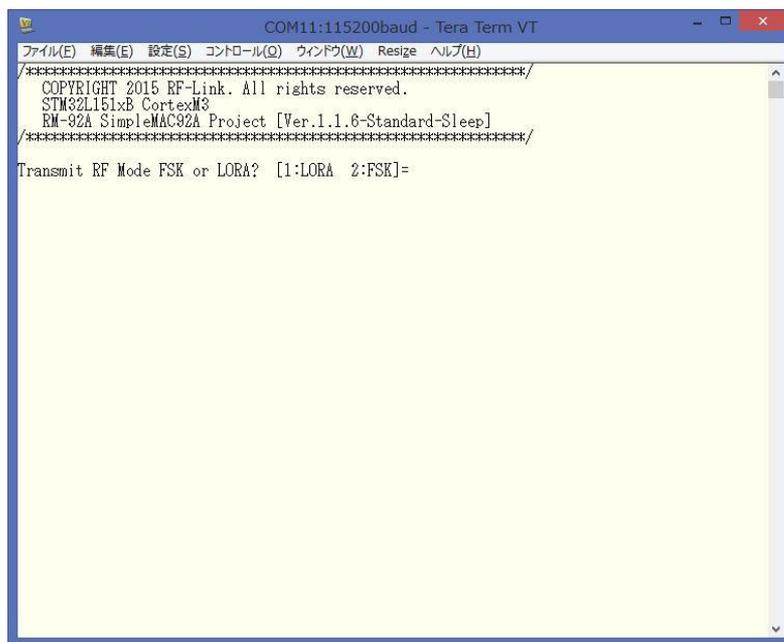 COM11:115200baud - Tera Term VT
ファイル(F) 編集(E) 設定(S) コントロール(O) ウィンドウ(W) Resize ヘルプ(H)
/************************************************************/
COPYRIGHT 2015 RF-Link. All rights reserved.
STM32L151xB CortexM3
RM-92A SimpleMAC92A Project [Ver.1.1.6-Standard-Sleep]
/************************************************************/
Transmit RF Mode FSK or LORA? [1:LORA 2:FSK]=